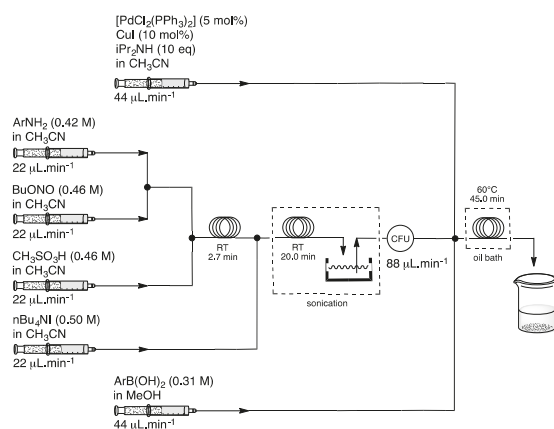 [PdCl2(PPh3)2] (5 mol%)
CuI (10 mol%)
iPr2NH (10 eq)
in CH3CN
44 µL.min⁻¹
ArNH2 (0.42 M)
in CH3CN
22 µL.min⁻¹
BuONO (0.46 M)
in CH3CN
22 µL.min⁻¹
CH3SO3H (0.46 M)
in CH3CN
22 µL.min⁻¹
nBu4NI (0.50 M)
in CH3CN
22 µL.min⁻¹
RT
2.7 min
RT
20.0 min
sonication
CFU
88 µL.min⁻¹
60°C
45.0 min
oil bath
ArB(OH)2 (0.31 M)
in MeOH
44 µL.min⁻¹